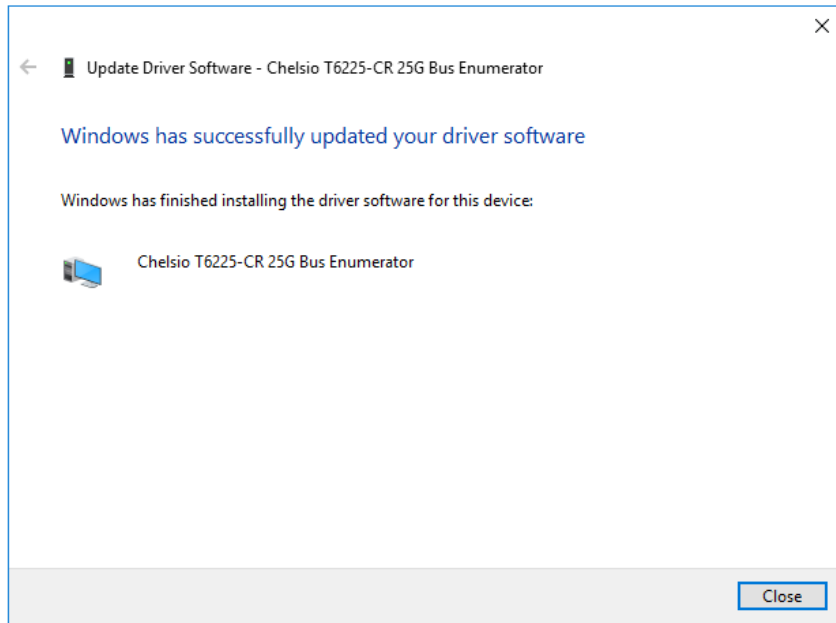 Update Driver Software - Chelsio T6225-CR 25G Bus Enumerator
Windows has successfully updated your driver software
Windows has finished installing the driver software for this device:
Chelsio T6225-CR 25G Bus Enumerator
Close